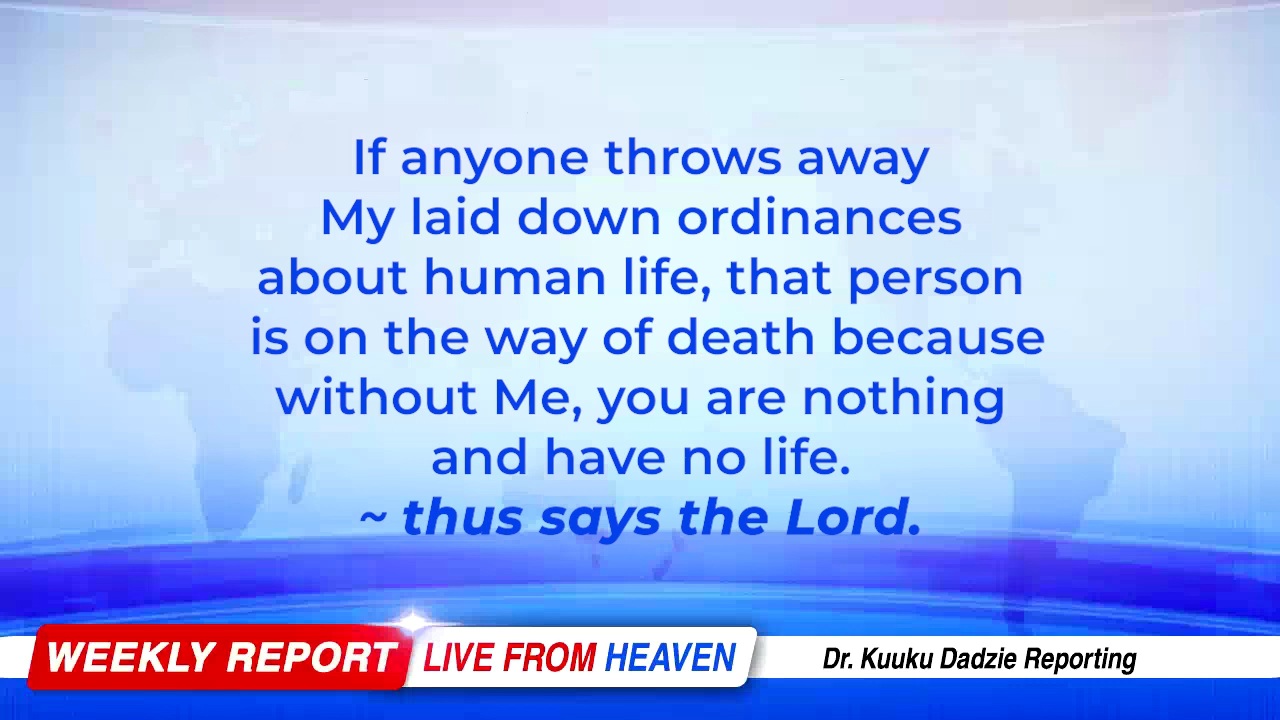 If anyone throws away
My laid down ordinances
about human life, that person
is on the way of death because
without Me, you are nothing
and have no life.
~ thus says the Lord.
WEEKLY REPORT LIVE FROM HEAVEN Dr. Kuuku Dadzie Reporting